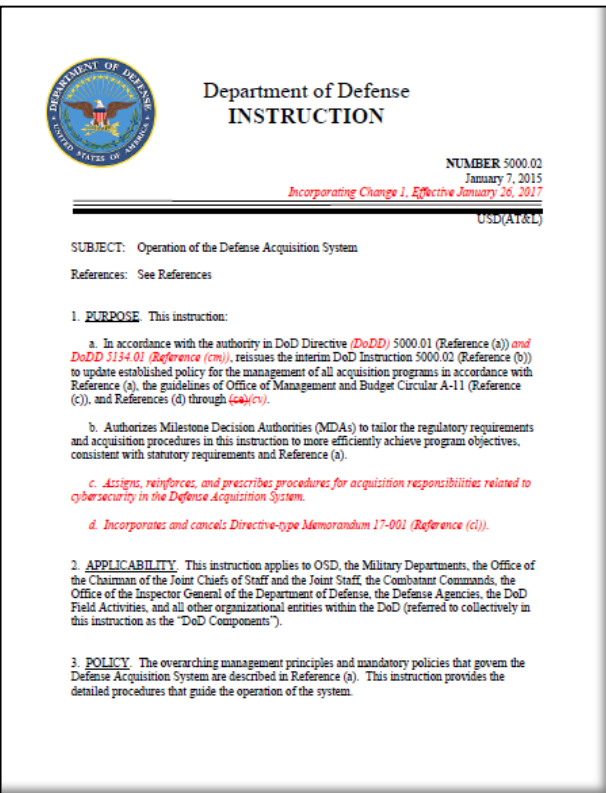 DEPARTMENT OF DEFENSE
UNITED STATES OF AMERICA
Department of Defense
INSTRUCTION
NUMBER 5000.02
January 7, 2015
Incorporating Change 1, Effective January 26, 2017
USD(AT&L)
SUBJECT: Operation of the Defense Acquisition System
References: See References
1. PURPOSE. This instruction:
a. In accordance with the authority in DoD Directive (DoDD) 5000.01 (Reference (a)) and
DoDD 5134.01 (Reference (cm)), reissues the interim DoD Instruction 5000.02 (Reference (b))
to update established policy for the management of all acquisition programs in accordance with
Reference (a), the guidelines of Office of Management and Budget Circular A-11 (Reference
(c)), and References (d) through (cv).
b. Authorizes Milestone Decision Authorities (MDAs) to tailor the regulatory requirements
and acquisition procedures in this instruction to more efficiently achieve program objectives,
consistent with statutory requirements and Reference (a).
c. Assigns, reinforces, and prescribes procedures for acquisition responsibilities related to
cybersecurity in the Defense Acquisition System.
d. Incorporates and cancels Directive-type Memorandum 17-001 (Reference (cl)).
2. APPLICABILITY. This instruction applies to OSD, the Military Departments, the Office of
the Chairman of the Joint Chiefs of Staff and the Joint Staff, the Combatant Commands, the
Office of the Inspector General of the Department of Defense, the Defense Agencies, the DoD
Field Activities, and all other organizational entities within the DoD (referred to collectively in
this instruction as the “DoD Components”).
3. POLICY. The overarching management principles and mandatory policies that govern the
Defense Acquisition System are described in Reference (a). This instruction provides the
detailed procedures that guide the operation of the system.